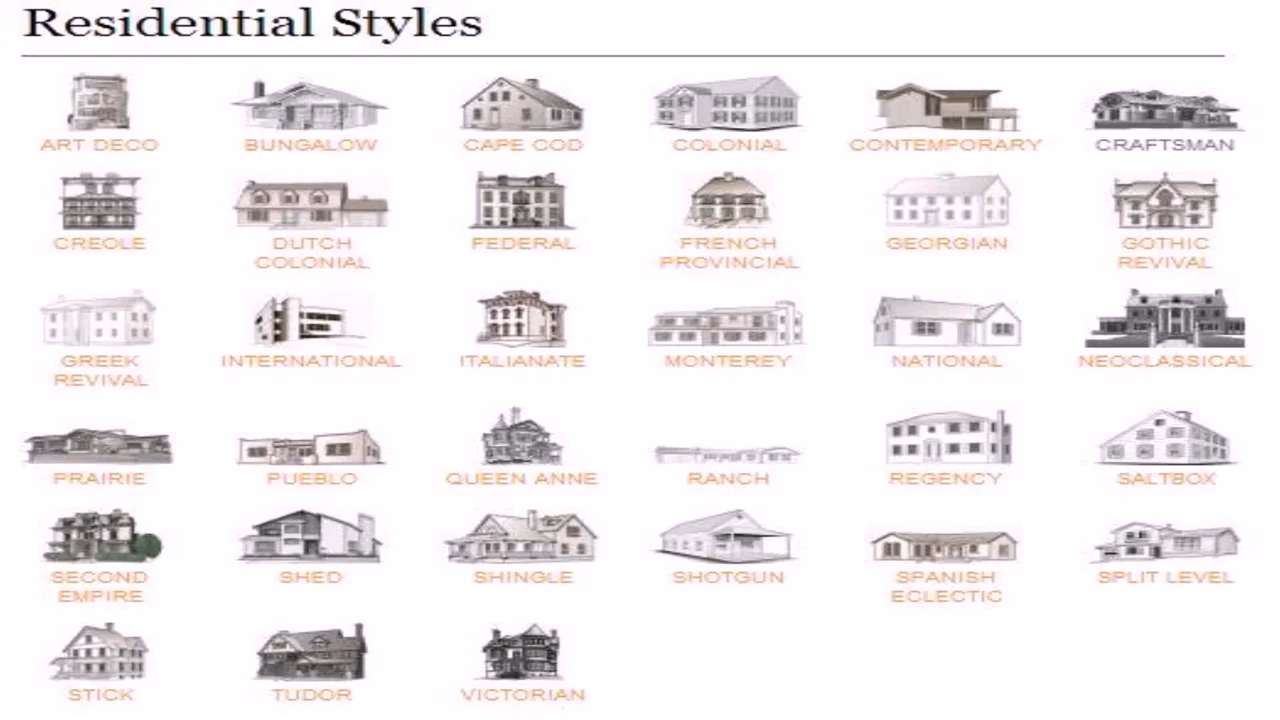 Residential Styles
ART DECO
BUNGALOW
CAPE COD
COLONIAL
CONTEMPORARY
CRAFTSMAN
CREOLE
DUTCH
COLONIAL
FEDERAL
FRENCH
PROVINCIAL
GEORGIAN
GOTHIC
REVIVAL
GREEK
REVIVAL
INTERNATIONAL
ITALIANATE
MONTEREY
NATIONAL
NEOCLASSICAL
PRAIRIE
PUEBLO
QUEEN ANNE
RANCH
REGENCY
SALTBOX
SECOND
EMPIRE
SHED
SHINGLE
SHOTGUN
SPANISH
ECLECTIC
SPLIT LEVEL
STICK
TUDOR
VICTORIAN